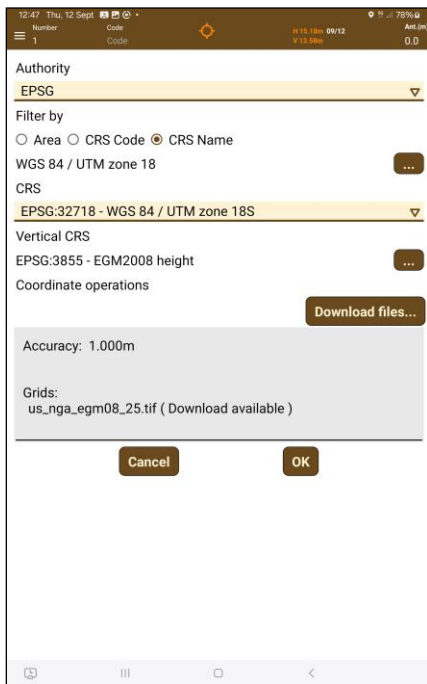 12:47 Thu, 12 Sept
78%
Number
Code
H 15.18m 09/12
Ant.(m)
1
Code
V 13.58m
0.0
Authority
EPSG
Filter by
Area CRS Code CRS Name
WGS 84 / UTM zone 18
...
CRS
EPSG:32718 - WGS 84 / UTM zone 18S
Vertical CRS
EPSG:3855 - EGM2008 height
...
Coordinate operations
Download files...
Accuracy: 1.000m
Grids:
us_nga_egm08_25.tif ( Download available )
Cancel OK